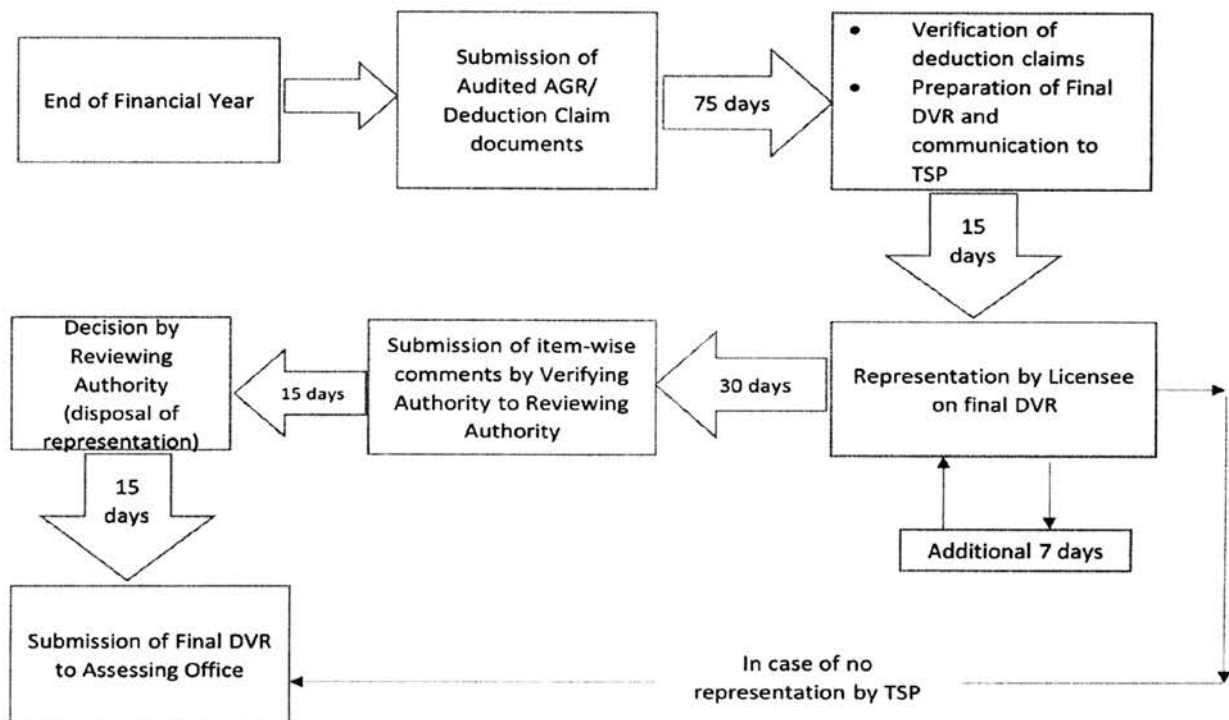 End of Financial Year
Submission of
Audited AGR/
Deduction Claim
documents
75 days
• Verification of
deduction claims
• Preparation of Final
DVR and
communication to
TSP
15
days
Representation by Licensee
on final DVR
Additional 7 days
30 days
Submission of item-wise
comments by Verifying
Authority to Reviewing
Authority
15 days
Decision by
Reviewing
Authority
(disposal of
representation)
15
days
Submission of Final DVR
to Assessing Office
In case of no
representation by TSP